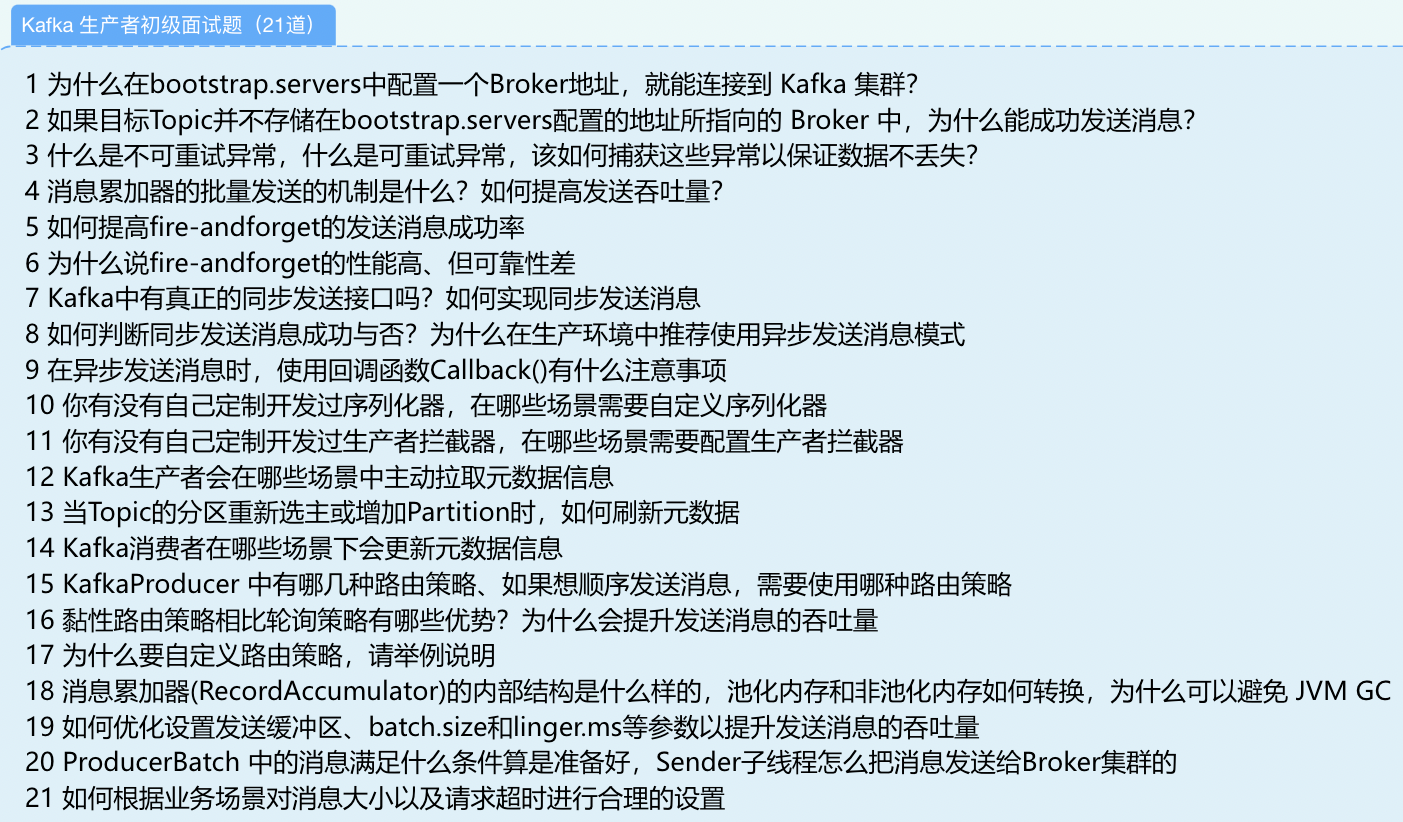 Kafka 生产者初级面试题（21道）
1 为什么在bootstrap.servers中配置一个Broker地址，就能连接到 Kafka 集群？
2 如果目标Topic并不存储在bootstrap.servers配置的地址所指向的 Broker 中，为什么能成功发送消息？
3 什么是不可重试异常，什么是可重试异常，该如何捕获这些异常以保证数据不丢失？
4 消息累加器的批量发送的机制是什么？如何提高发送吞吐量？
5 如何提高fire-andforget的发送消息成功率
6 为什么说fire-andforget的性能高、但可靠性差
7 Kafka中有真正的同步发送接口吗？如何实现同步发送消息
8 如何判断同步发送消息成功与否？为什么在生产环境中推荐使用异步发送消息模式
9 在异步发送消息时，使用回调函数Callback()有什么注意事项
10 你有没有自己定制开发过序列化器，在哪些场景需要自定义序列化器
11 你有没有自己定制开发过生产者拦截器，在哪些场景需要配置生产者拦截器
12 Kafka生产者会在哪些场景中主动拉取元数据信息
13 当Topic的分区重新选主或增加Partition时，如何刷新元数据
14 Kafka消费者在哪些场景下会更新元数据信息
15 KafkaProducer 中有哪几种路由策略、如果想顺序发送消息，需要使用哪种路由策略
16 黏性路由策略相比轮询策略有哪些优势？为什么会提升发送消息的吞吐量
17 为什么要自定义路由策略，请举例说明
18 消息累加器(RecordAccumulator)的内部结构是什么样的，池化内存和非池化内存如何转换，为什么可以避免 JVM GC
19 如何优化设置发送缓冲区、batch.size和linger.ms等参数以提升发送消息的吞吐量
20 ProducerBatch 中的消息满足什么条件算是准备好，Sender子线程怎么把消息发送给Broker集群的
21 如何根据业务场景对消息大小以及请求超时进行合理的设置